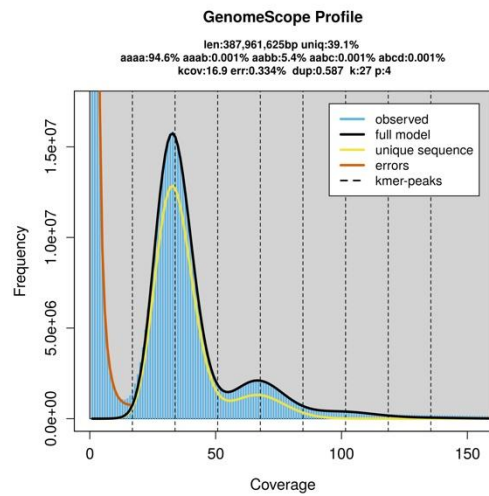 GenomeScope Profile
len:387,961,625bp uniq:39.1%
aaaa:94.6% aaab:0.001% aabb:5.4% aabc:0.001% abcd:0.001%
kcov:16.9 err:0.334% dup:0.587 k:27 p:4
observed
full model
unique sequence
errors
kmer-peaks
Frequency
1.5e+07
1.0e+07
5.0e+06
0.0e+00
0 50 100 150
Coverage